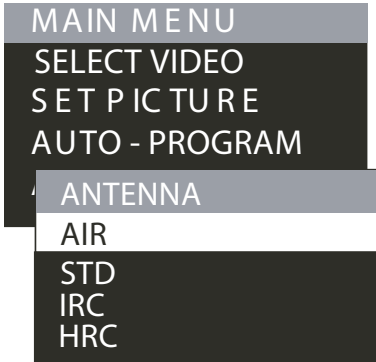 MAIN MENU
SELECT VIDEO
SET PICTURE
AUTO - PROGRAM
ANTENNA
AIR
STD
IRC
HRC